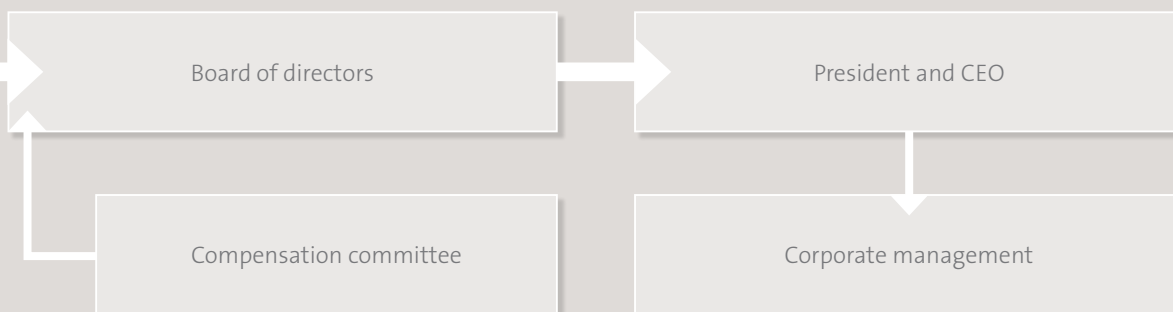 Board of directors
President and CEO
Compensation committee
Corporate management